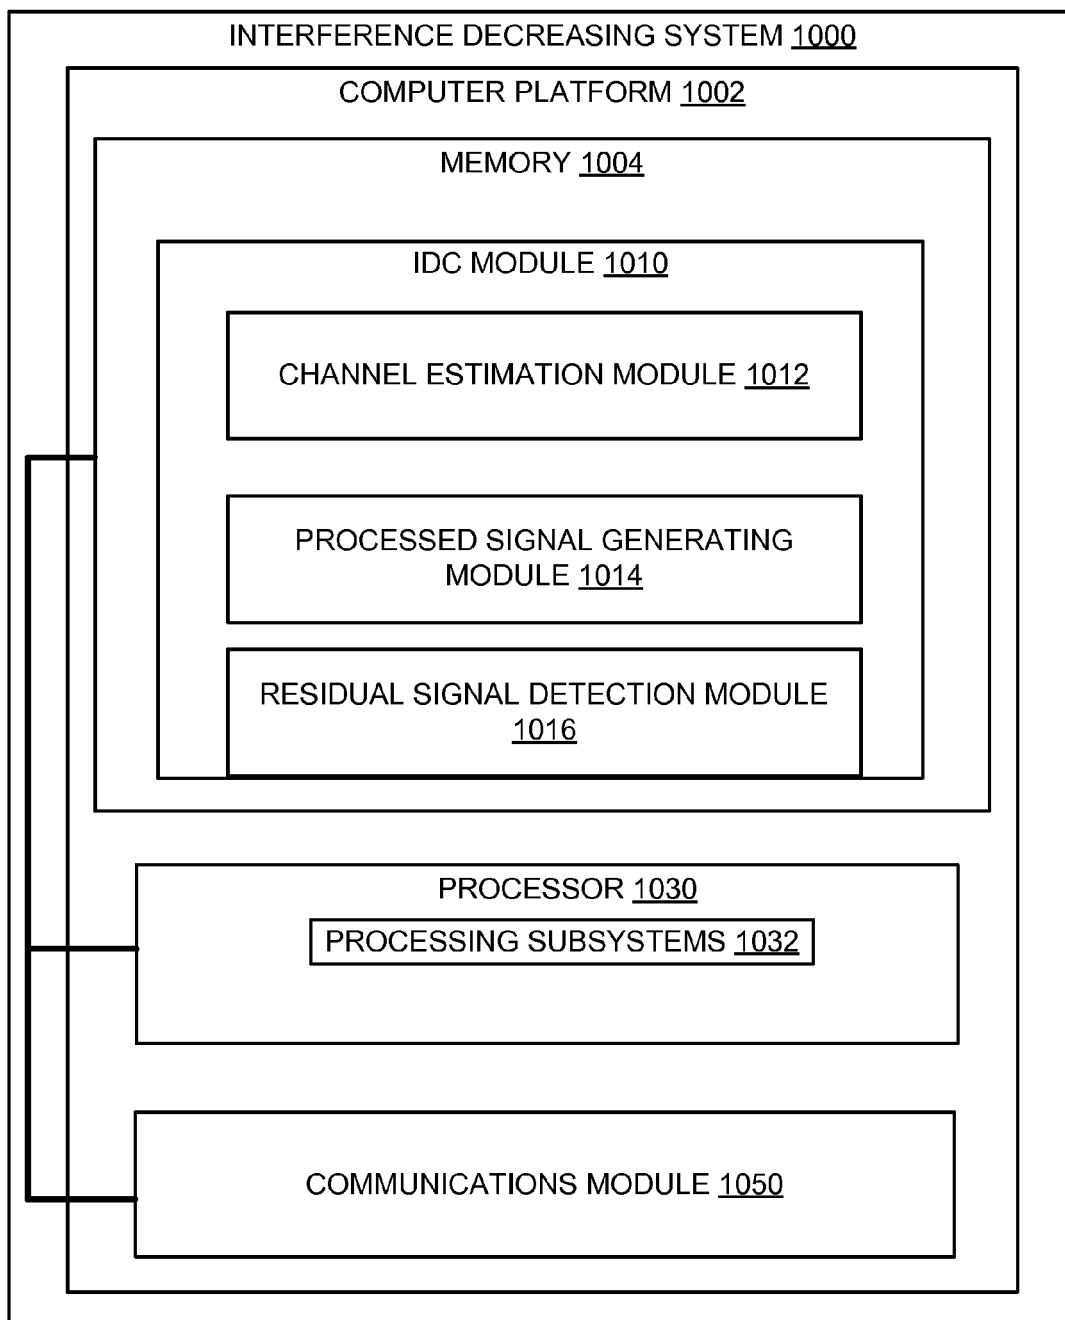 INTERFERENCE DECREASING SYSTEM 1000
COMPUTER PLATFORM 1002
MEMORY 1004
IDC MODULE 1010
CHANNEL ESTIMATION MODULE 1012
PROCESSED SIGNAL GENERATING
MODULE 1014
RESIDUAL SIGNAL DETECTION MODULE
1016
PROCESSOR 1030
PROCESSING SUBSYSTEMS 1032
COMMUNICATIONS MODULE 1050